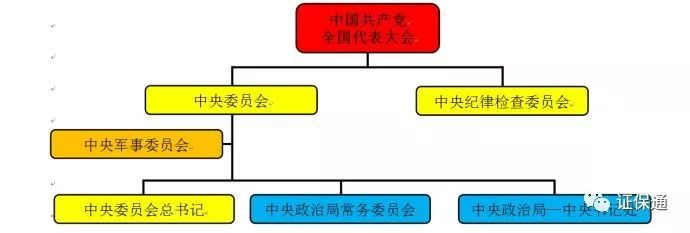 中国共产党
全国代表大会
中央委员会
中央纪律检查委员会
中央军事委员会
中央委员会总书记
中央政治局常务委员会
中央政治局—中央书记处
证保通